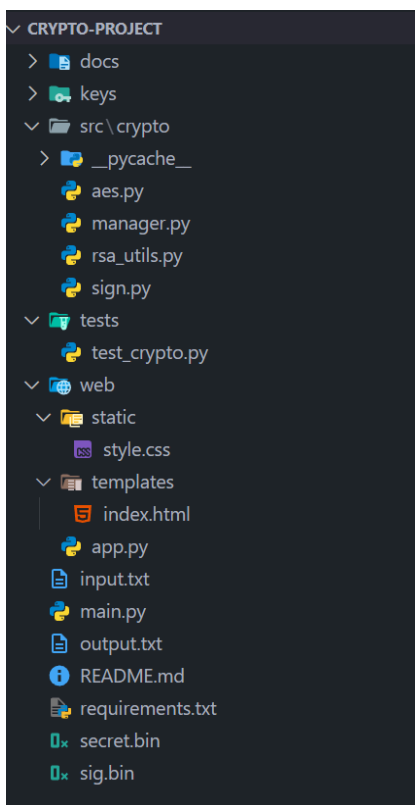 CRYPTO-PROJECT
docs
keys
src\crypto
__pycache__
aes.py
manager.py
rsa_utils.py
sign.py
tests
test_crypto.py
web
static
style.css
templates
index.html
app.py
input.txt
main.py
output.txt
README.md
requirements.txt
secret.bin
sig.bin